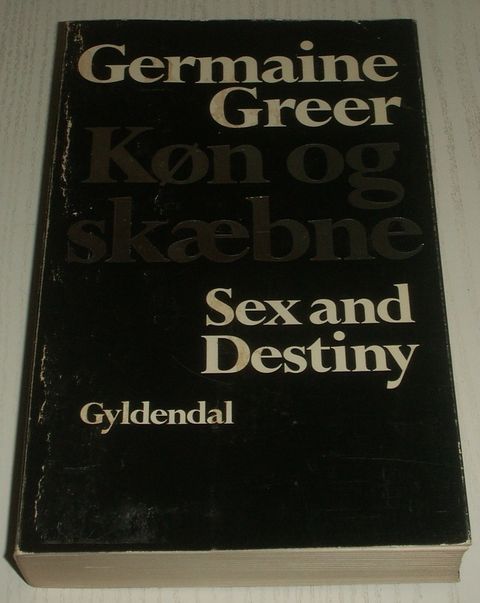 Germaine
Greer
Køn og
skæbne
Sex and
Destiny
Gyldendal